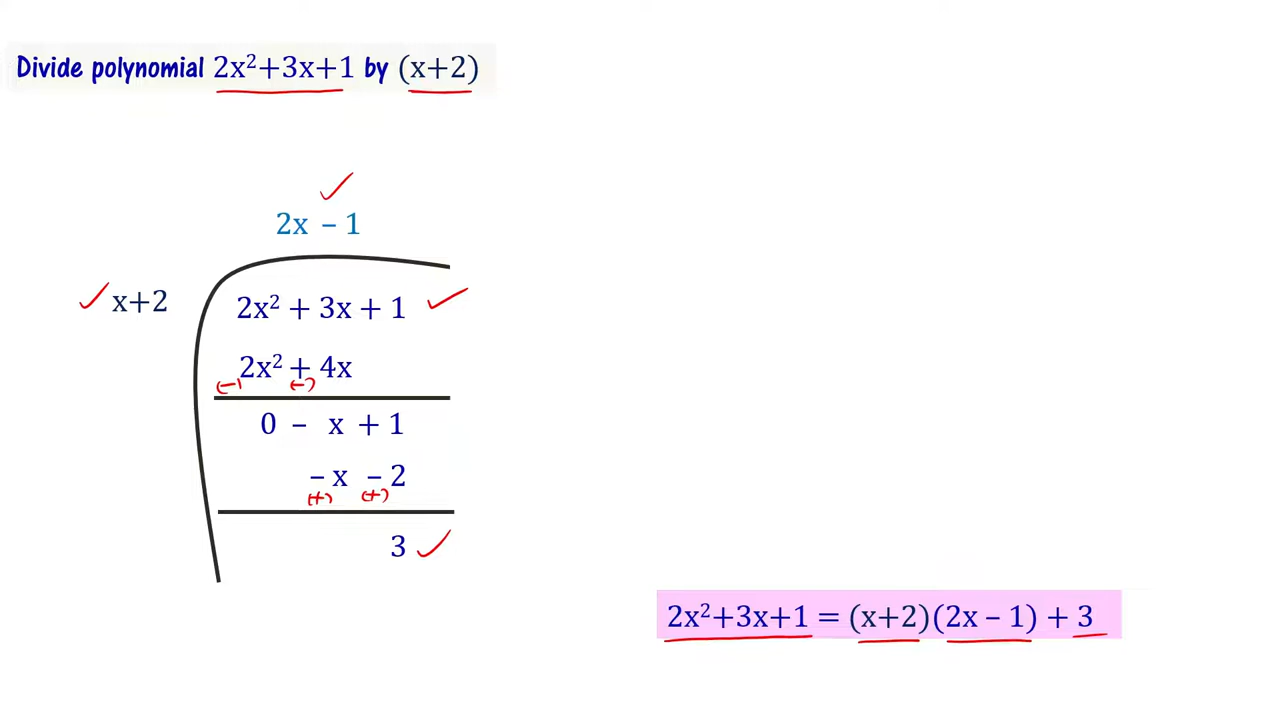 Divide polynomial 2x²+3x+1 by (x+2)
2x – 1
x+2
2x² + 3x + 1
2x² + 4x
(–) (–)
0 – x + 1
– x – 2
(+) (+)
3
2x²+3x+1 = (x+2)(2x – 1) + 3